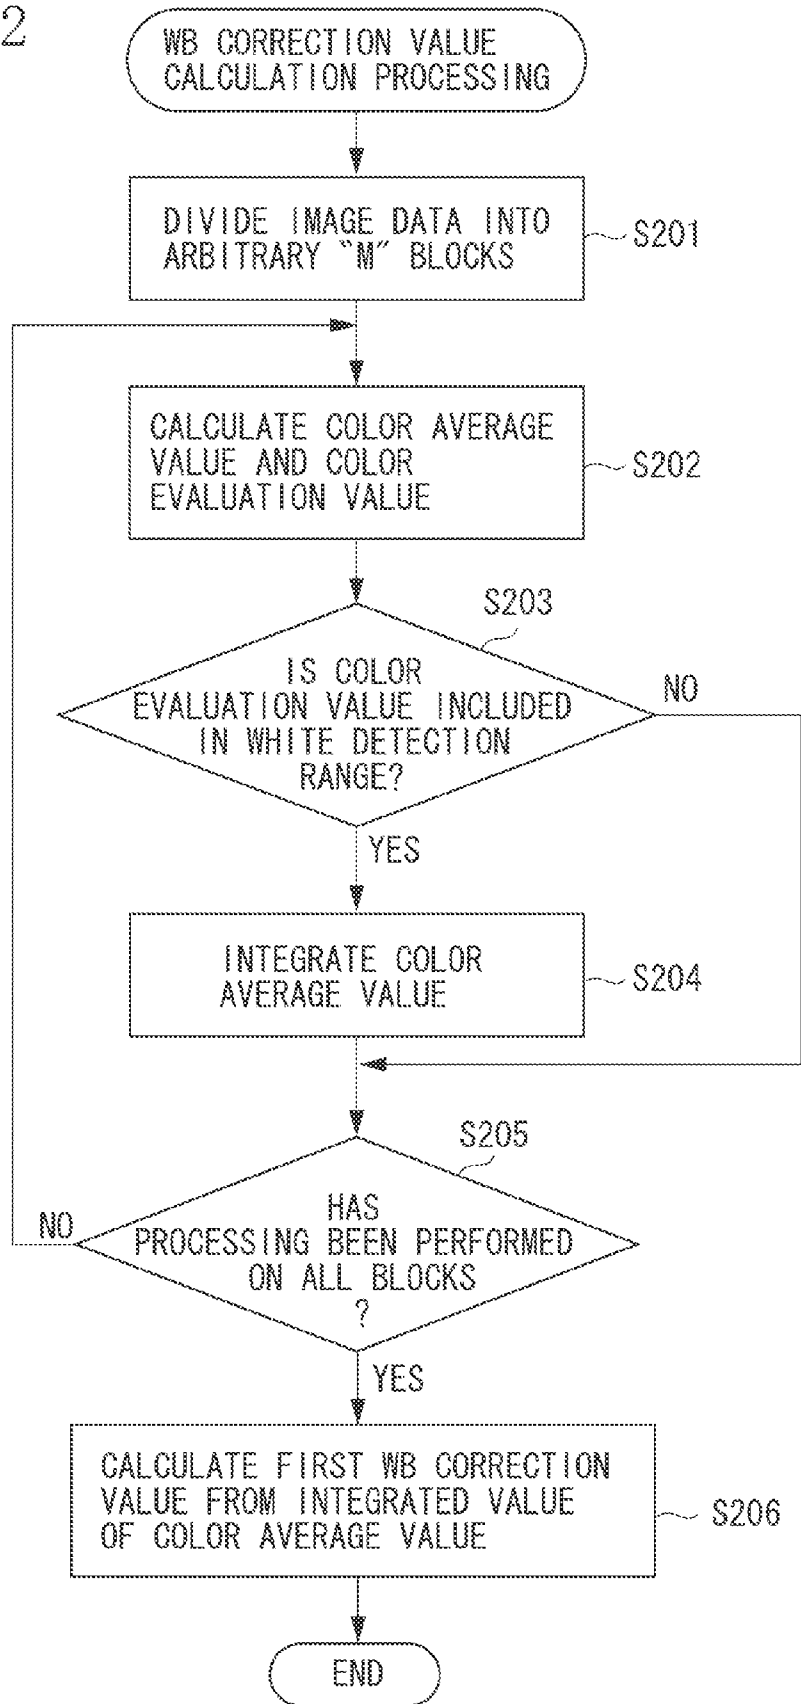 2
WB CORRECTION VALUE
CALCULATION PROCESSING
DIVIDE IMAGE DATA INTO
ARBITRARY "M" BLOCKS
S201
CALCULATE COLOR AVERAGE
VALUE AND COLOR
EVALUATION VALUE
S202
S203
IS COLOR
EVALUATION VALUE INCLUDED
IN WHITE DETECTION
RANGE?
NO
YES
INTEGRATE COLOR
AVERAGE VALUE
S204
S205
HAS
PROCESSING BEEN PERFORMED
ON ALL BLOCKS
?
NO
YES
CALCULATE FIRST WB CORRECTION
VALUE FROM INTEGRATED VALUE
OF COLOR AVERAGE VALUE
S206
END